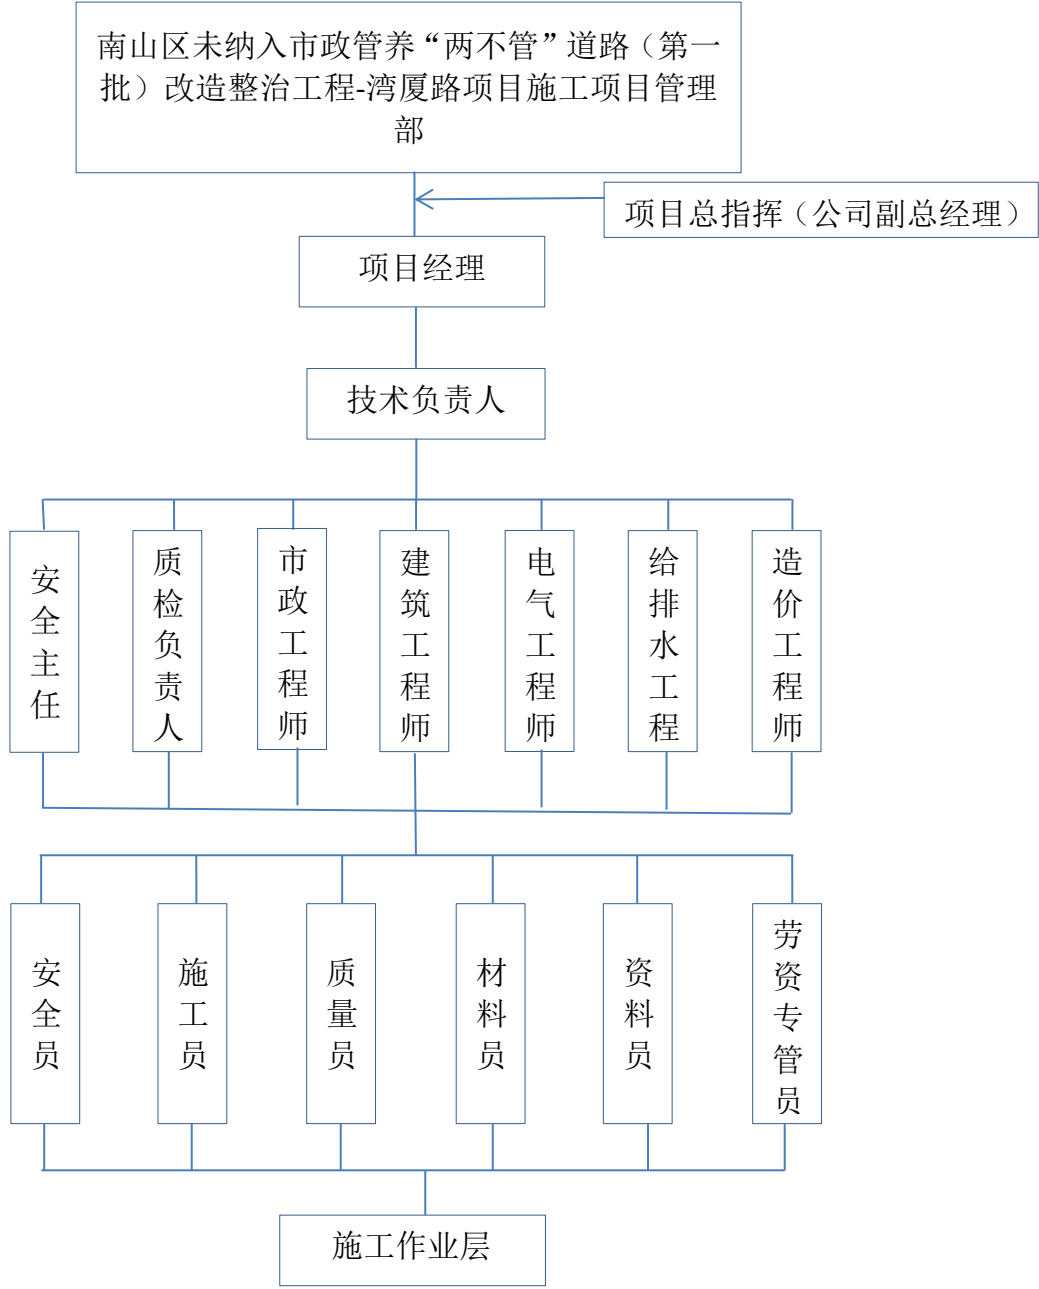 南山区未纳入市政管养“两不管”道路（第一
批）改造整治工程-湾厦路项目施工项目管理
部
项目总指挥（公司副总经理）
项目经理
技术负责人
安全主任
质检负责人
市政工程师
建筑工程师
电气工程师
给排水工程
造价工程师
安全员
施工员
质量员
材料员
资料员
劳资专管员
施工作业层